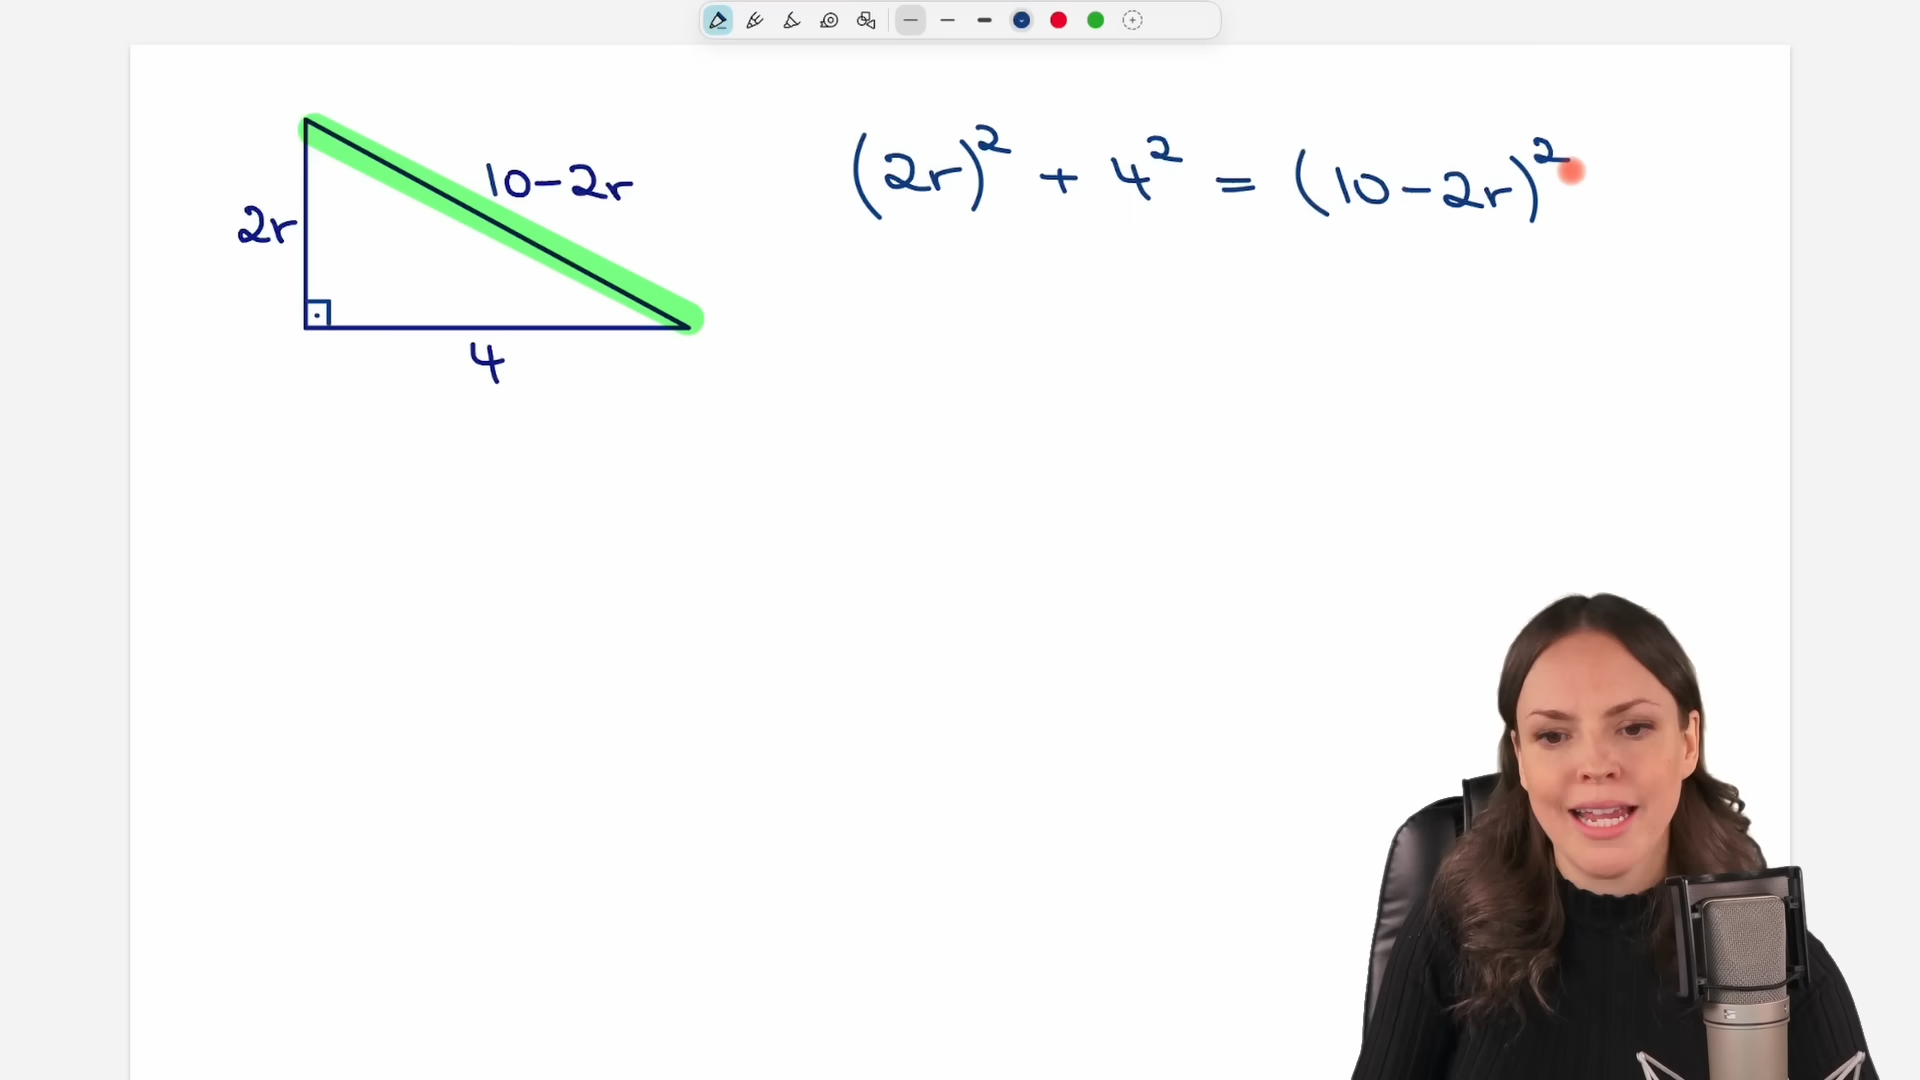 10-2r
2r
4
(2r)² + 4² = (10-2r)²